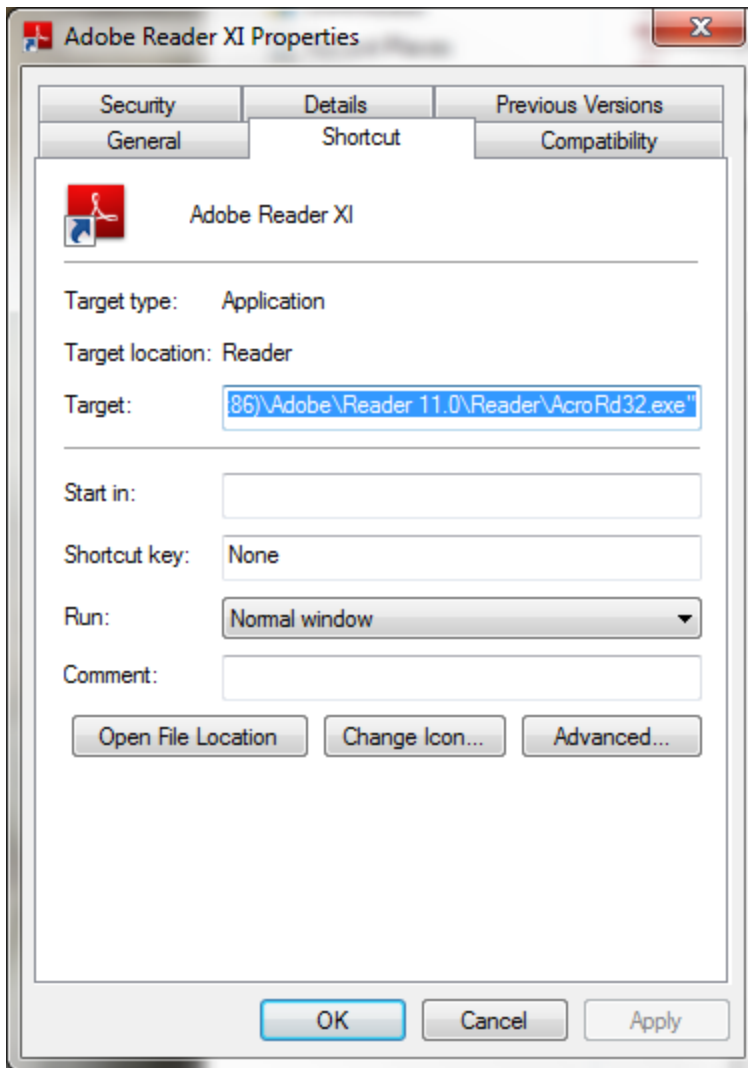 Adobe Reader XI Properties
Security Details Previous Versions
General Shortcut Compatibility
Adobe Reader XI
Target type: Application
Target location: Reader
Target: :86)\Adobe\Reader 11.0\Reader\AcroRd32.exe"
Start in:
Shortcut key: None
Run: Normal window
Comment:
Open File Location Change Icon... Advanced...
OK Cancel Apply